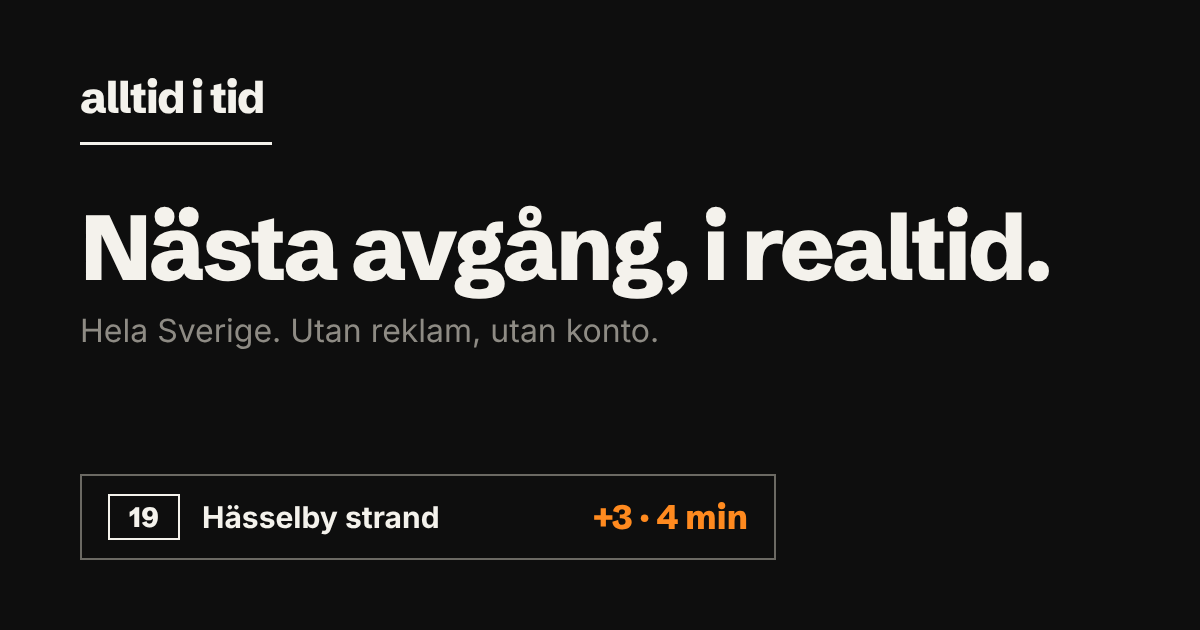 alltid i tid
Nästa avgång, i realtid.
Hela Sverige. Utan reklam, utan konto.
19 Hässelby strand +3 · 4 min